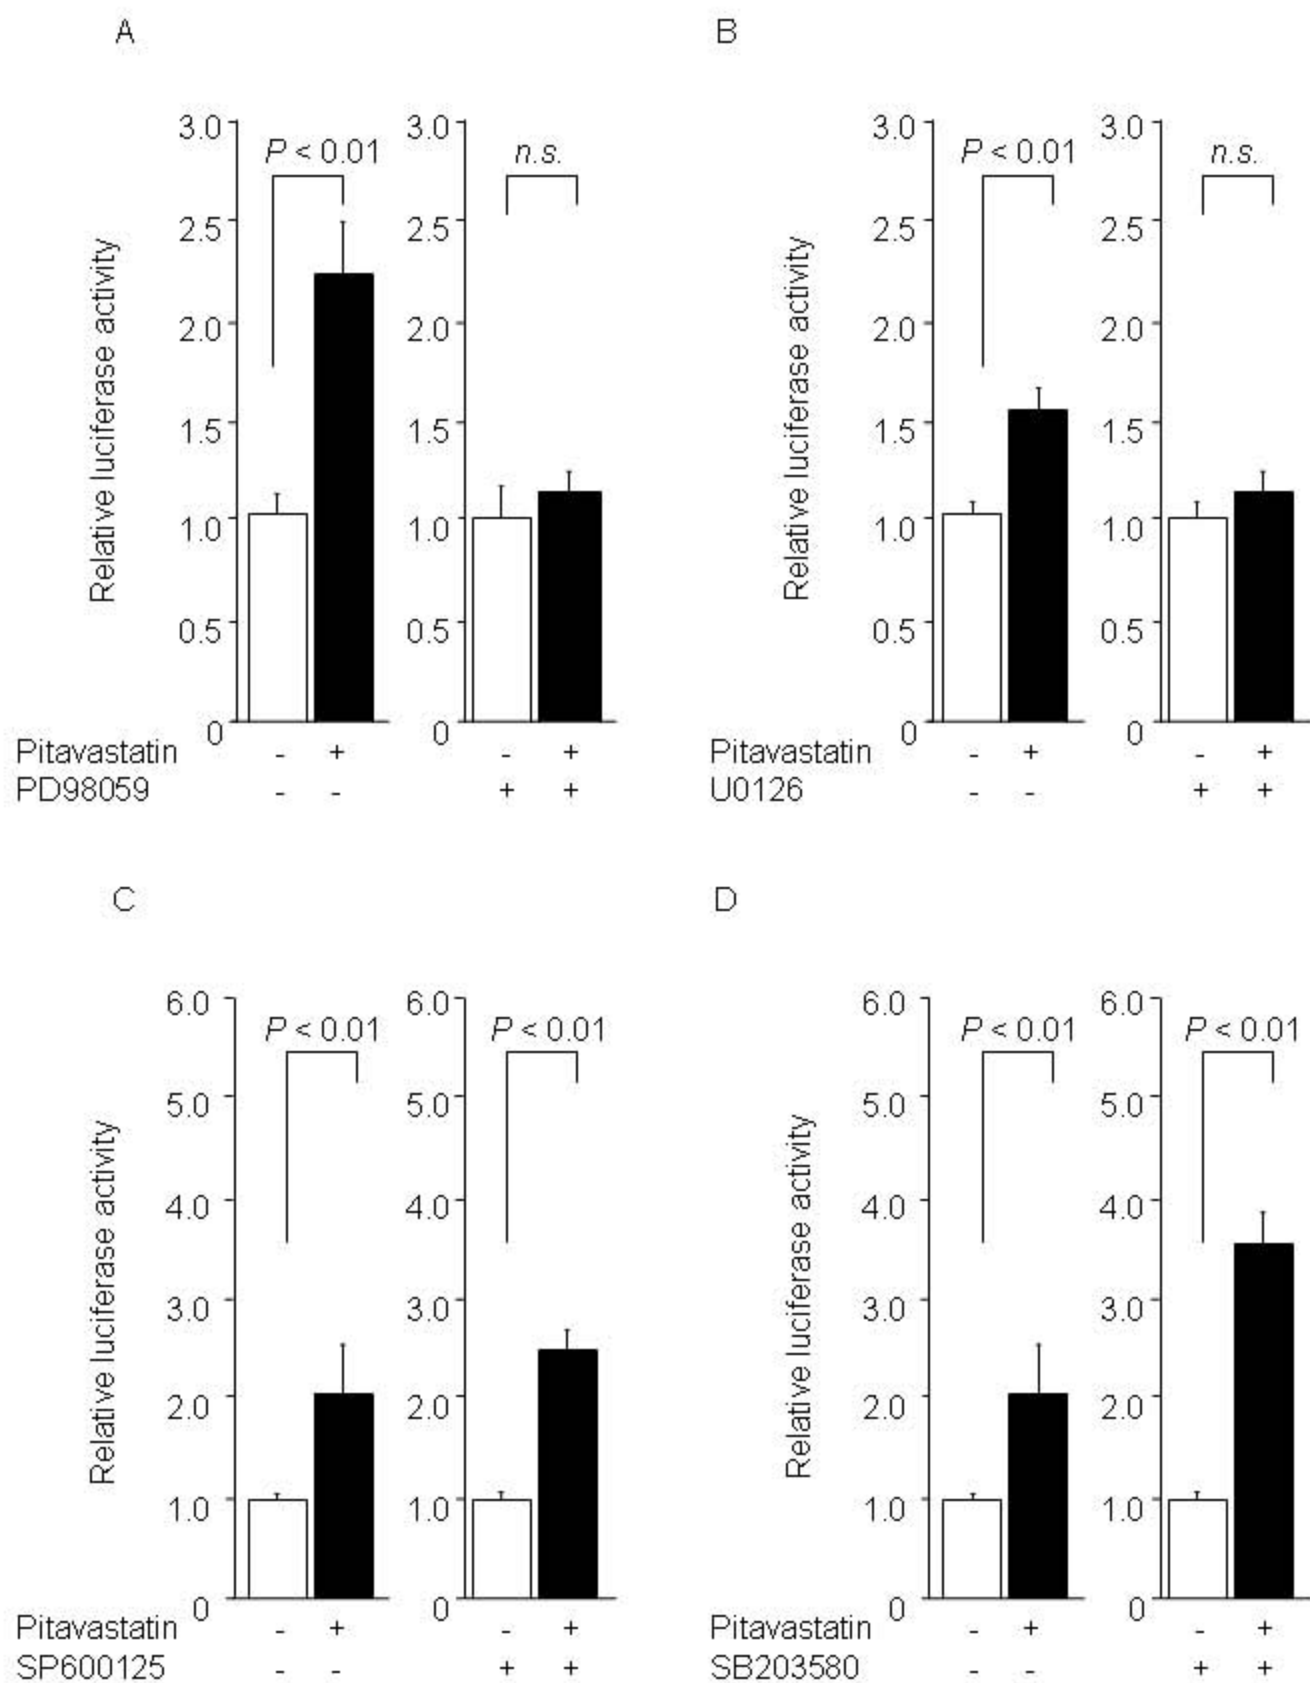 A
B
3.0 3.0 3.0 3.0
P < 0.01 n.s. P < 0.01 n.s.
2.5 2.5 2.5 2.5
Relative luciferase activity
Relative luciferase activity
2.0 2.0 2.0 2.0
1.5 1.5 1.5 1.5
1.0 1.0 1.0 1.0
0.5 0.5 0.5 0.5
0 0 0 0
Pitavastatin - + - +
PD98059 - - + +
Pitavastatin - + - +
U0126 - - + +
C
D
6.0 6.0 6.0 6.0
P < 0.01 P < 0.01 P < 0.01 P < 0.01
5.0 5.0 5.0 5.0
Relative luciferase activity
Relative luciferase activity
4.0 4.0 4.0 4.0
3.0 3.0 3.0 3.0
2.0 2.0 2.0 2.0
1.0 1.0 1.0 1.0
0 0 0 0
Pitavastatin - + - +
SP600125 - - + +
Pitavastatin - + - +
SB203580 - - + +